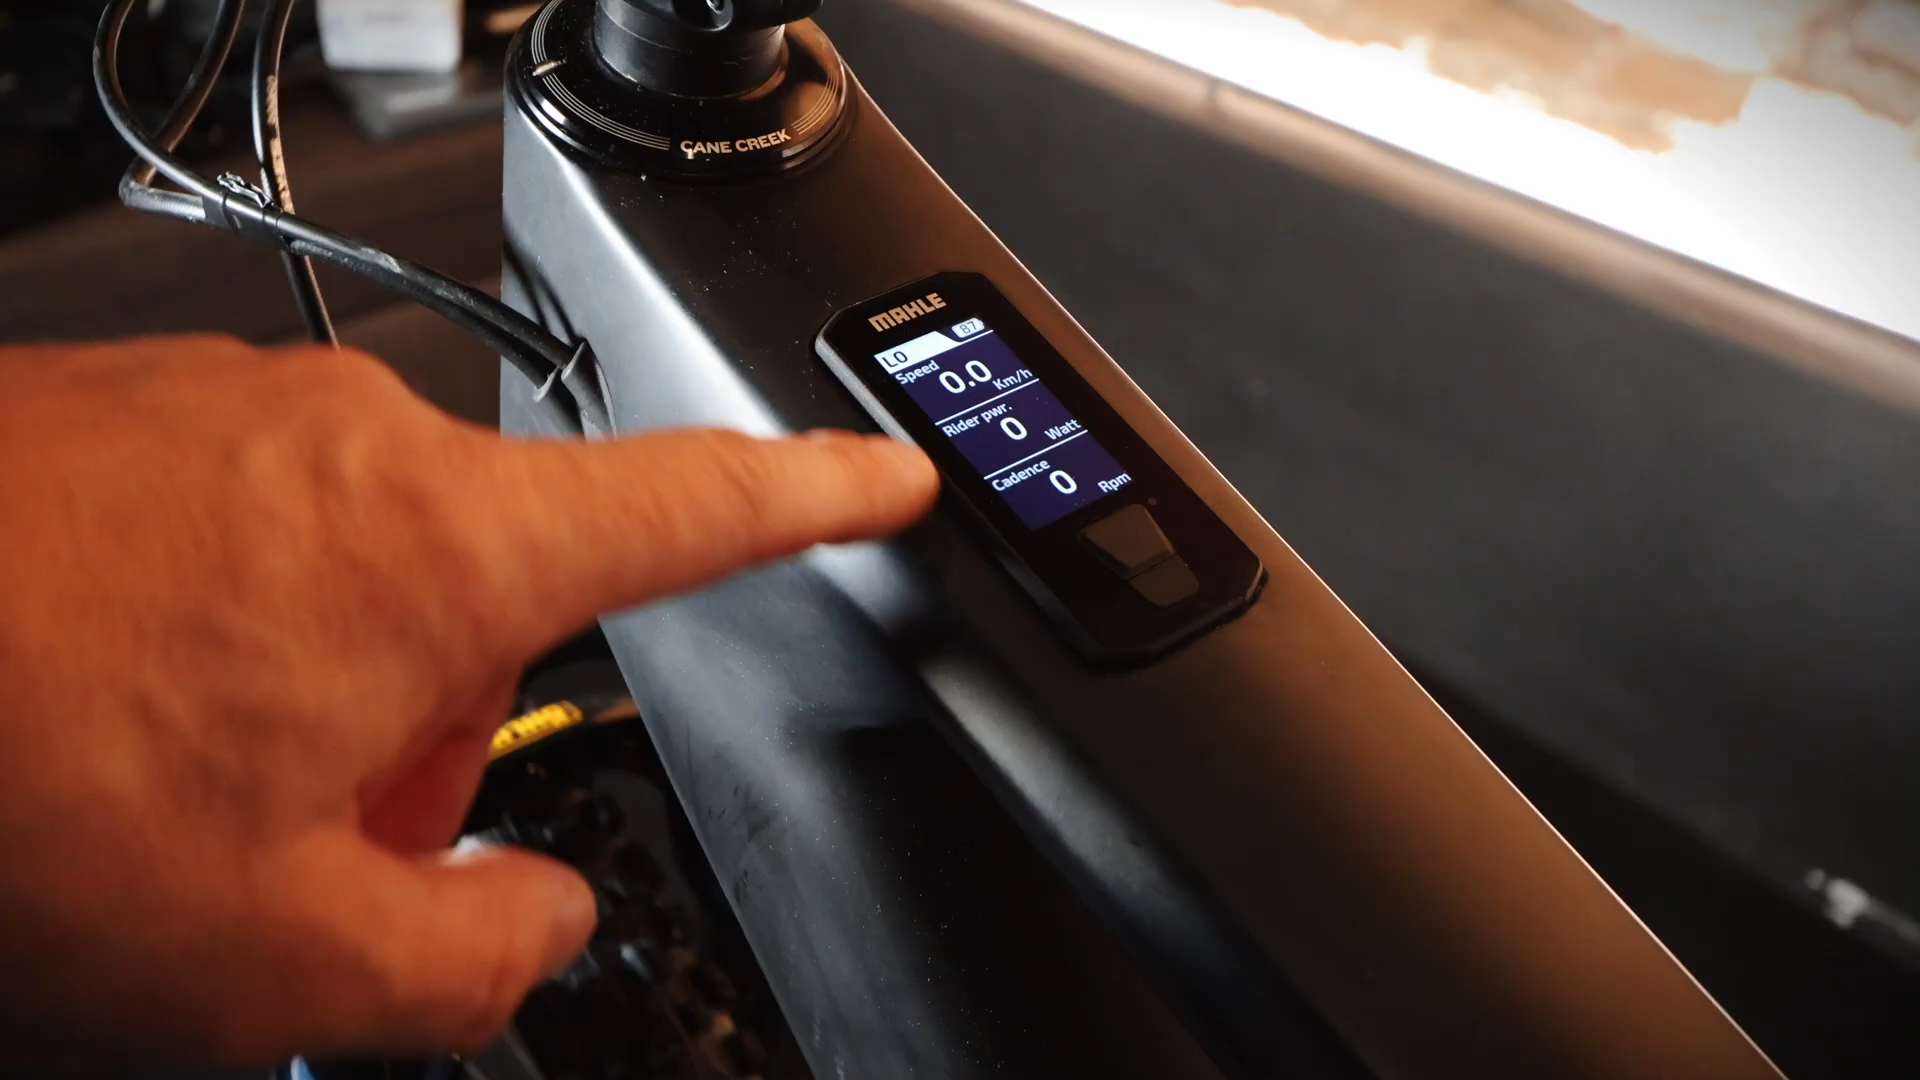 CANE CREEK
MAHLE
LO 87
Speed
0.0 Km/h
Rider pwr.
0 Watt
Cadence
0 Rpm